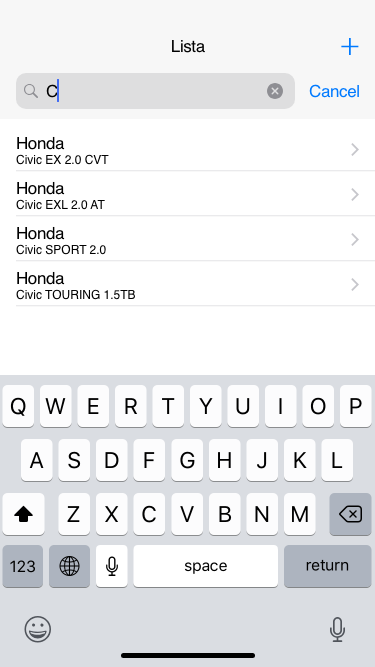 Lista
C
Cancel
Honda
Civic EX 2.0 CVT
Honda
Civic EXL 2.0 AT
Honda
Civic SPORT 2.0
Honda
Civic TOURING 1.5TB
Q W E R T Y U I O P
A S D F G H J K L
Z X C V B N M
123 space return